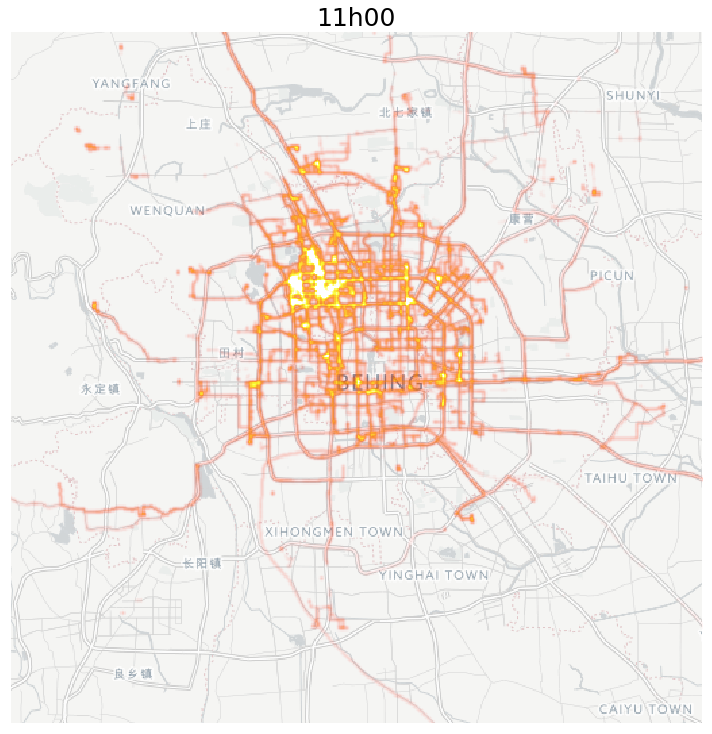 11h00
YANGFANG
SHUNYI
上庄
北七家镇
WENQUAN
康营
PICUN
田村
BEIJING
永定镇
TAIHU TOWN
XIHONGMEN TOWN
长阳镇
YINGHAI TOWN
良乡镇
CAIYU TOWN